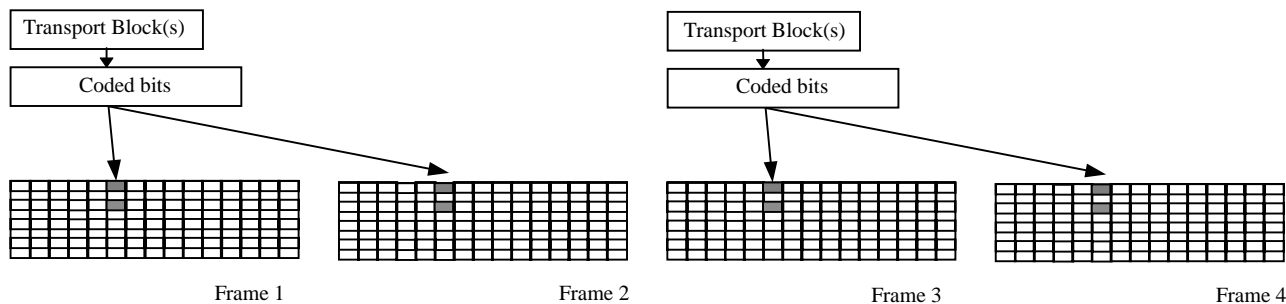 Transport Block(s)
Coded bits
Transport Block(s)
Coded bits
Frame 1
Frame 2
Frame 3
Frame 4